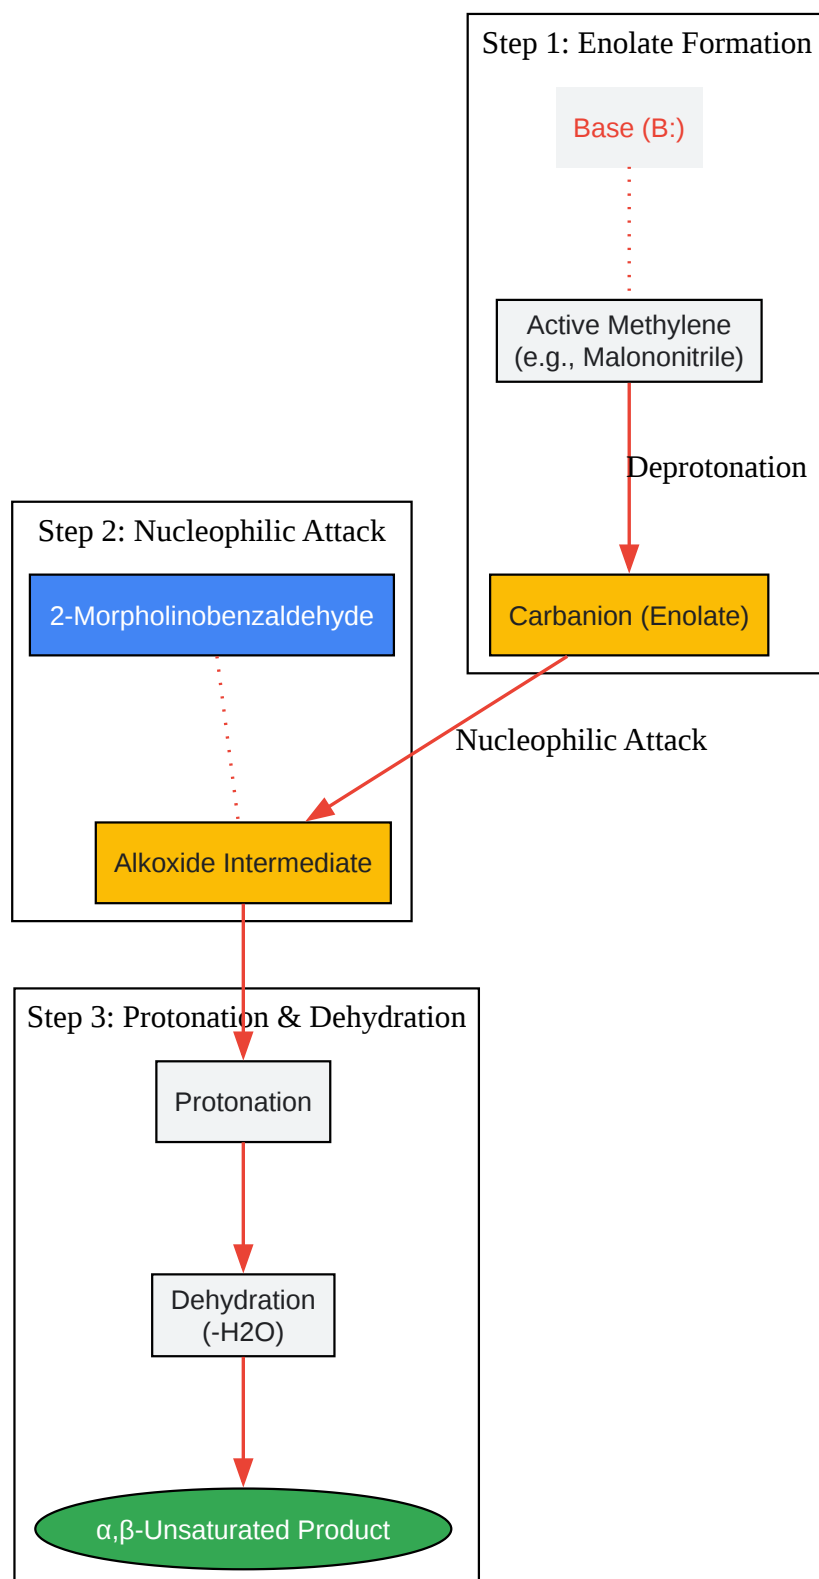 Step 1: Enolate Formation
Base (B:)
Active Methylene
(e.g., Malononitrile)
Deprotonation
Carbanion (Enolate)
Step 2: Nucleophilic Attack
2-Morpholinobenzaldehyde
Nucleophilic Attack
Alkoxide Intermediate
Step 3: Protonation & Dehydration
Protonation
Dehydration
(-H2O)
α,β-Unsaturated Product